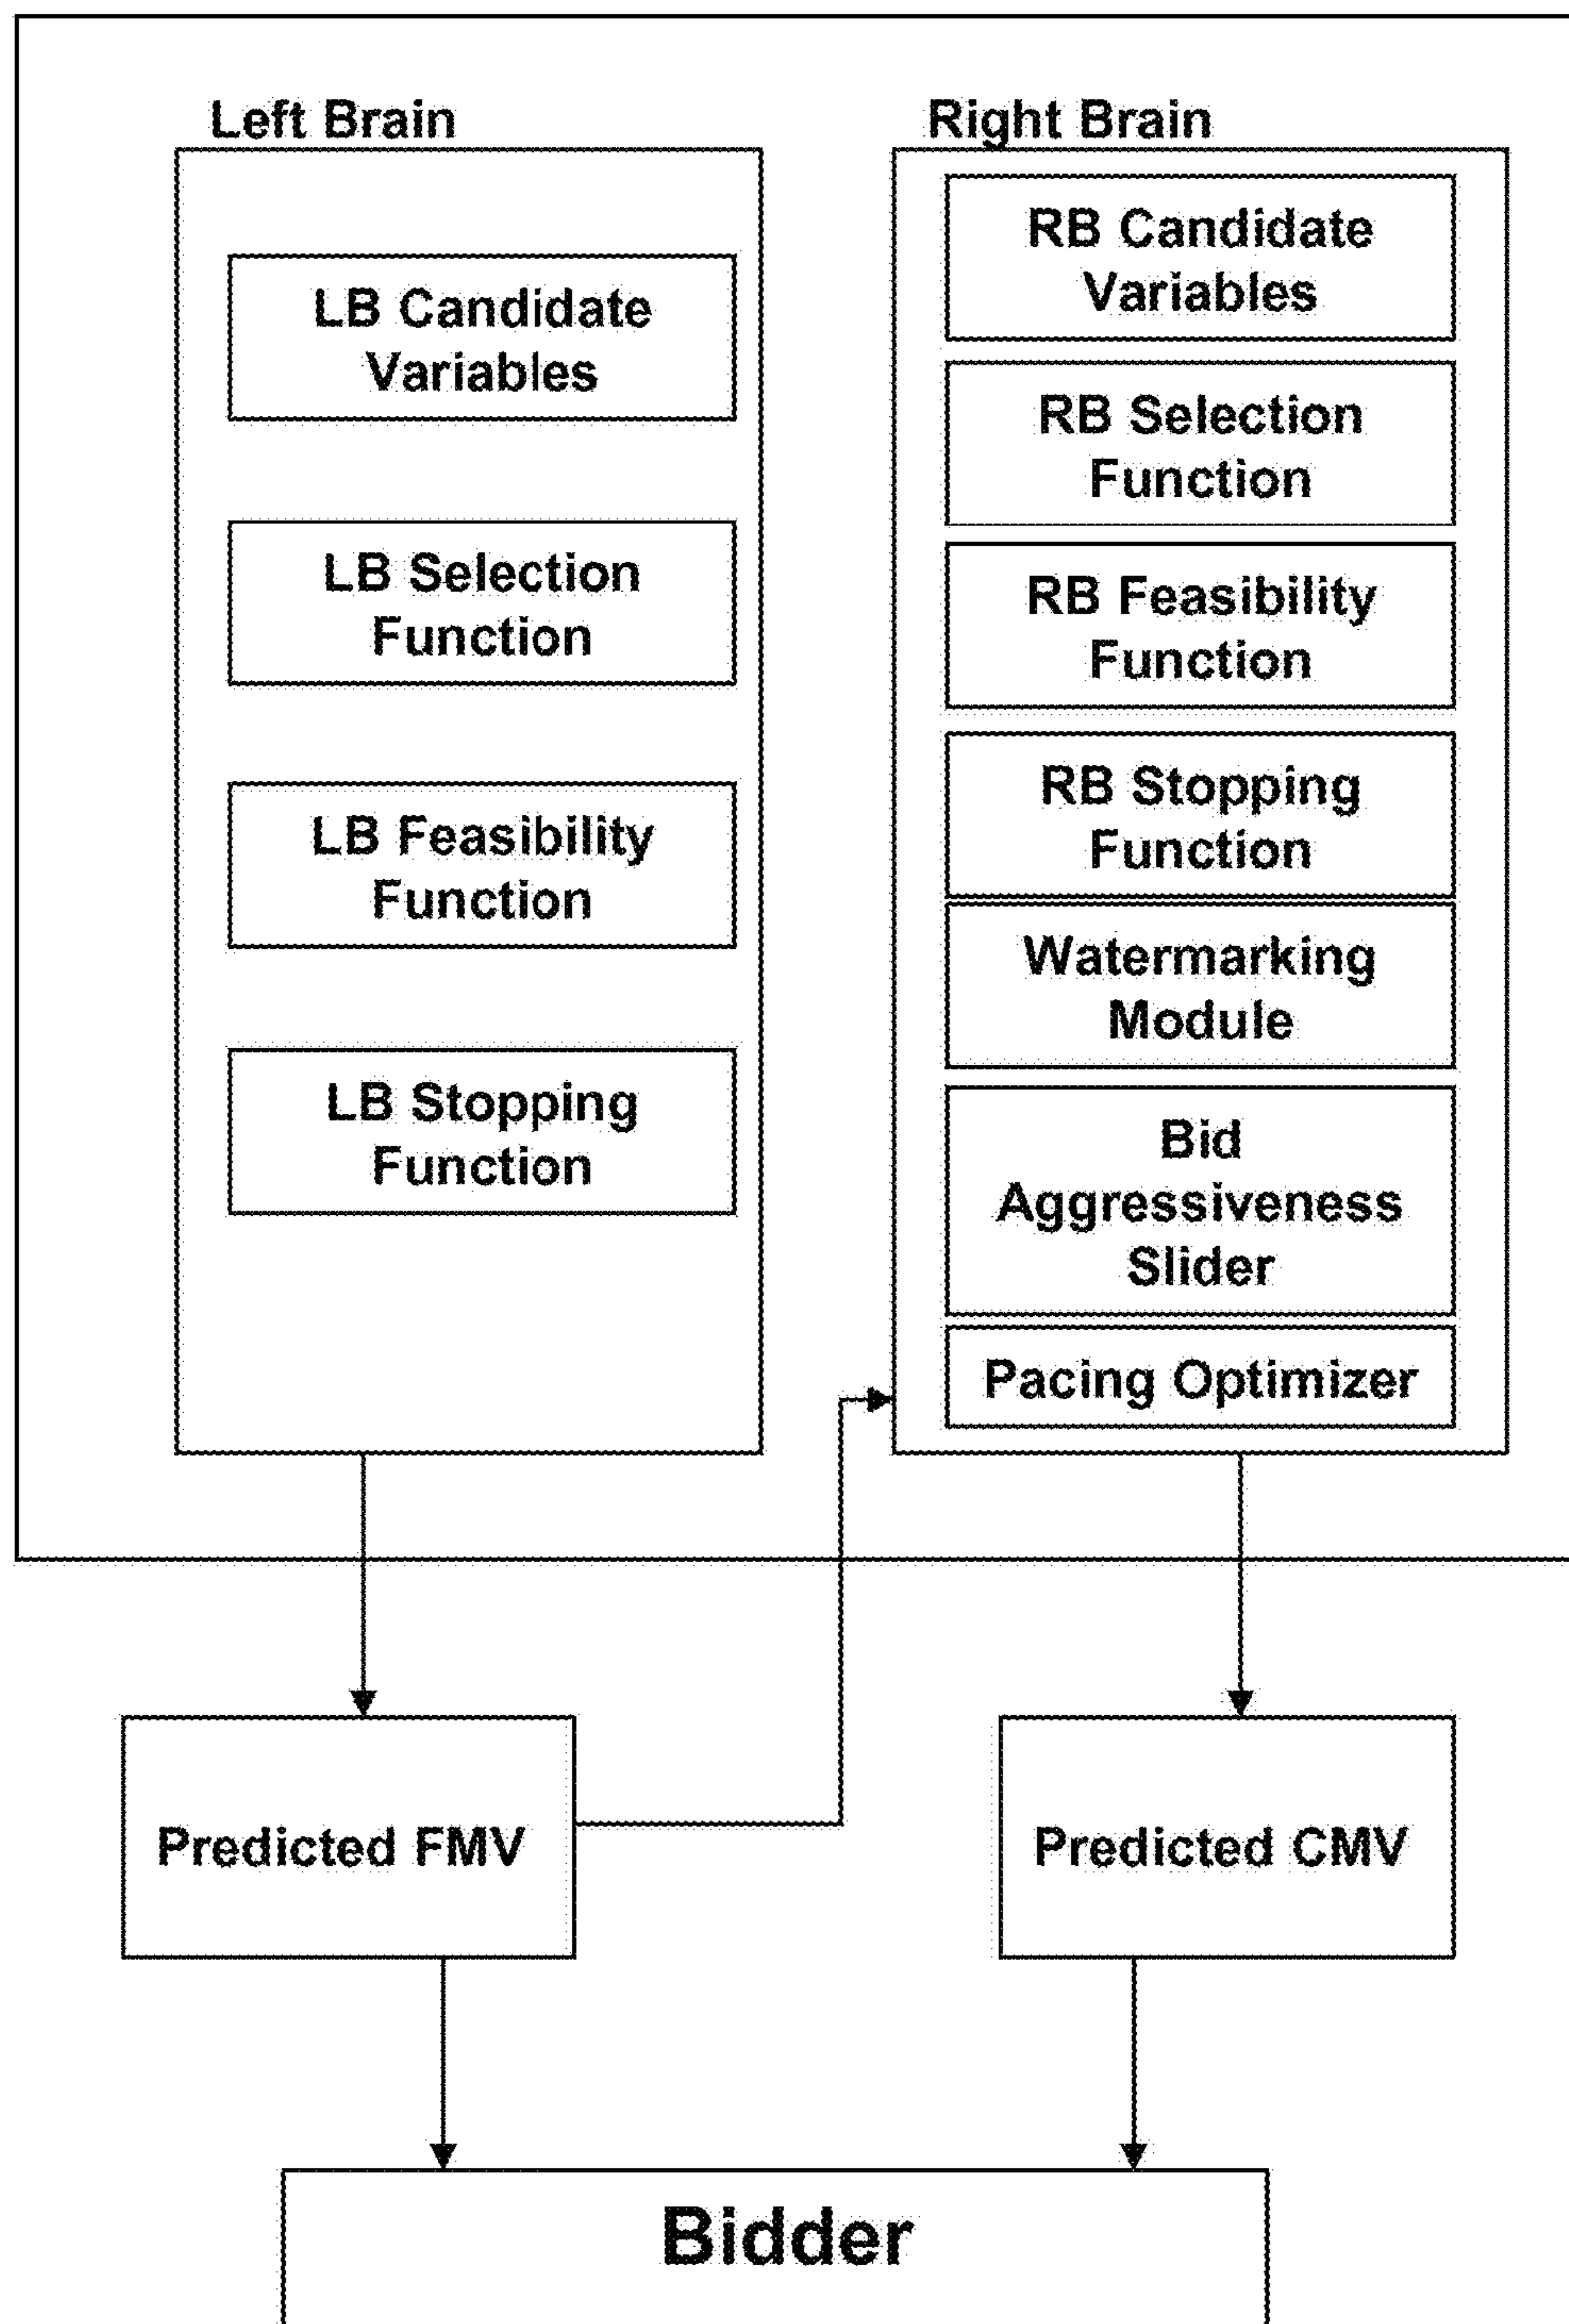 Left Brain
LB Candidate
Variables
LB Selection
Function
LB Feasibility
Function
LB Stopping
Function
Right Brain
RB Candidate
Variables
RB Selection
Function
RB Feasibility
Function
RB Stopping
Function
Watermarking
Module
Bid
Aggressiveness
Slider
Pacing Optimizer
Predicted FMV
Predicted CMV
Bidder